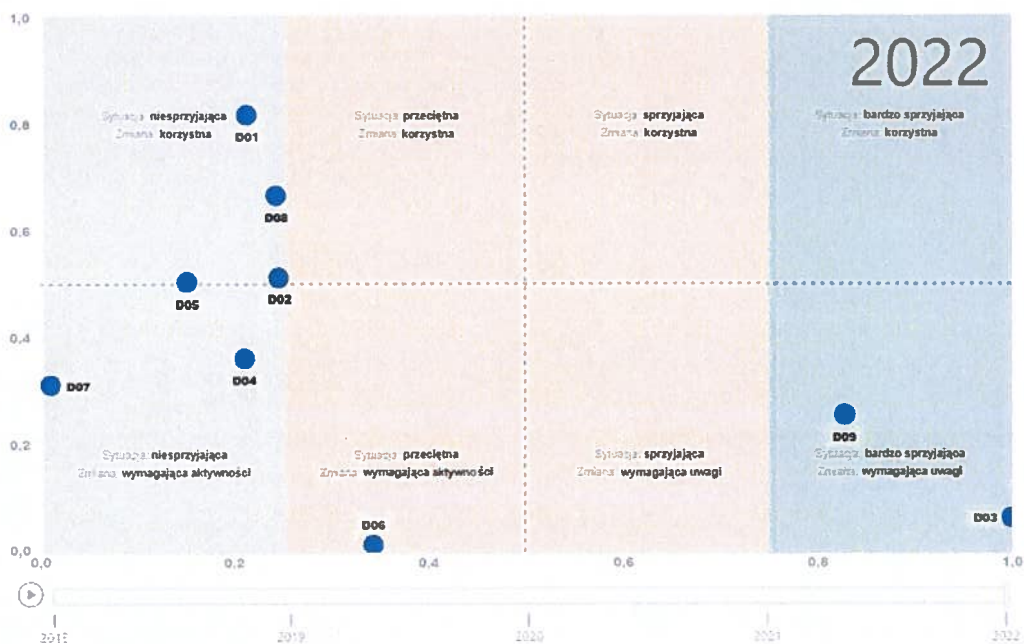 1,0
2022
Sytuacja: niesprzyjająca
Zmiana: korzystna
Sytuacja: przeciętna
Zmiana: korzystna
Sytuacja: sprzyjająca
Zmiana: korzystna
Sytuacja: bardzo sprzyjająca
Zmiana: korzystna
0,8
D01
D08
0,6
D02
D05
0,4
D04
D07
D09
0,2
Sytuacja: niesprzyjająca
Zmiana: wymagająca aktywności
Sytuacja: przeciętna
Zmiana: wymagająca aktywności
Sytuacja: sprzyjająca
Zmiana: wymagająca uwagi
Sytuacja: bardzo sprzyjająca
Zmiana: wymagająca uwagi
D03
D06
0,0
0,0 0,2 0,4 0,6 0,8 1,0
2019 2020 2021